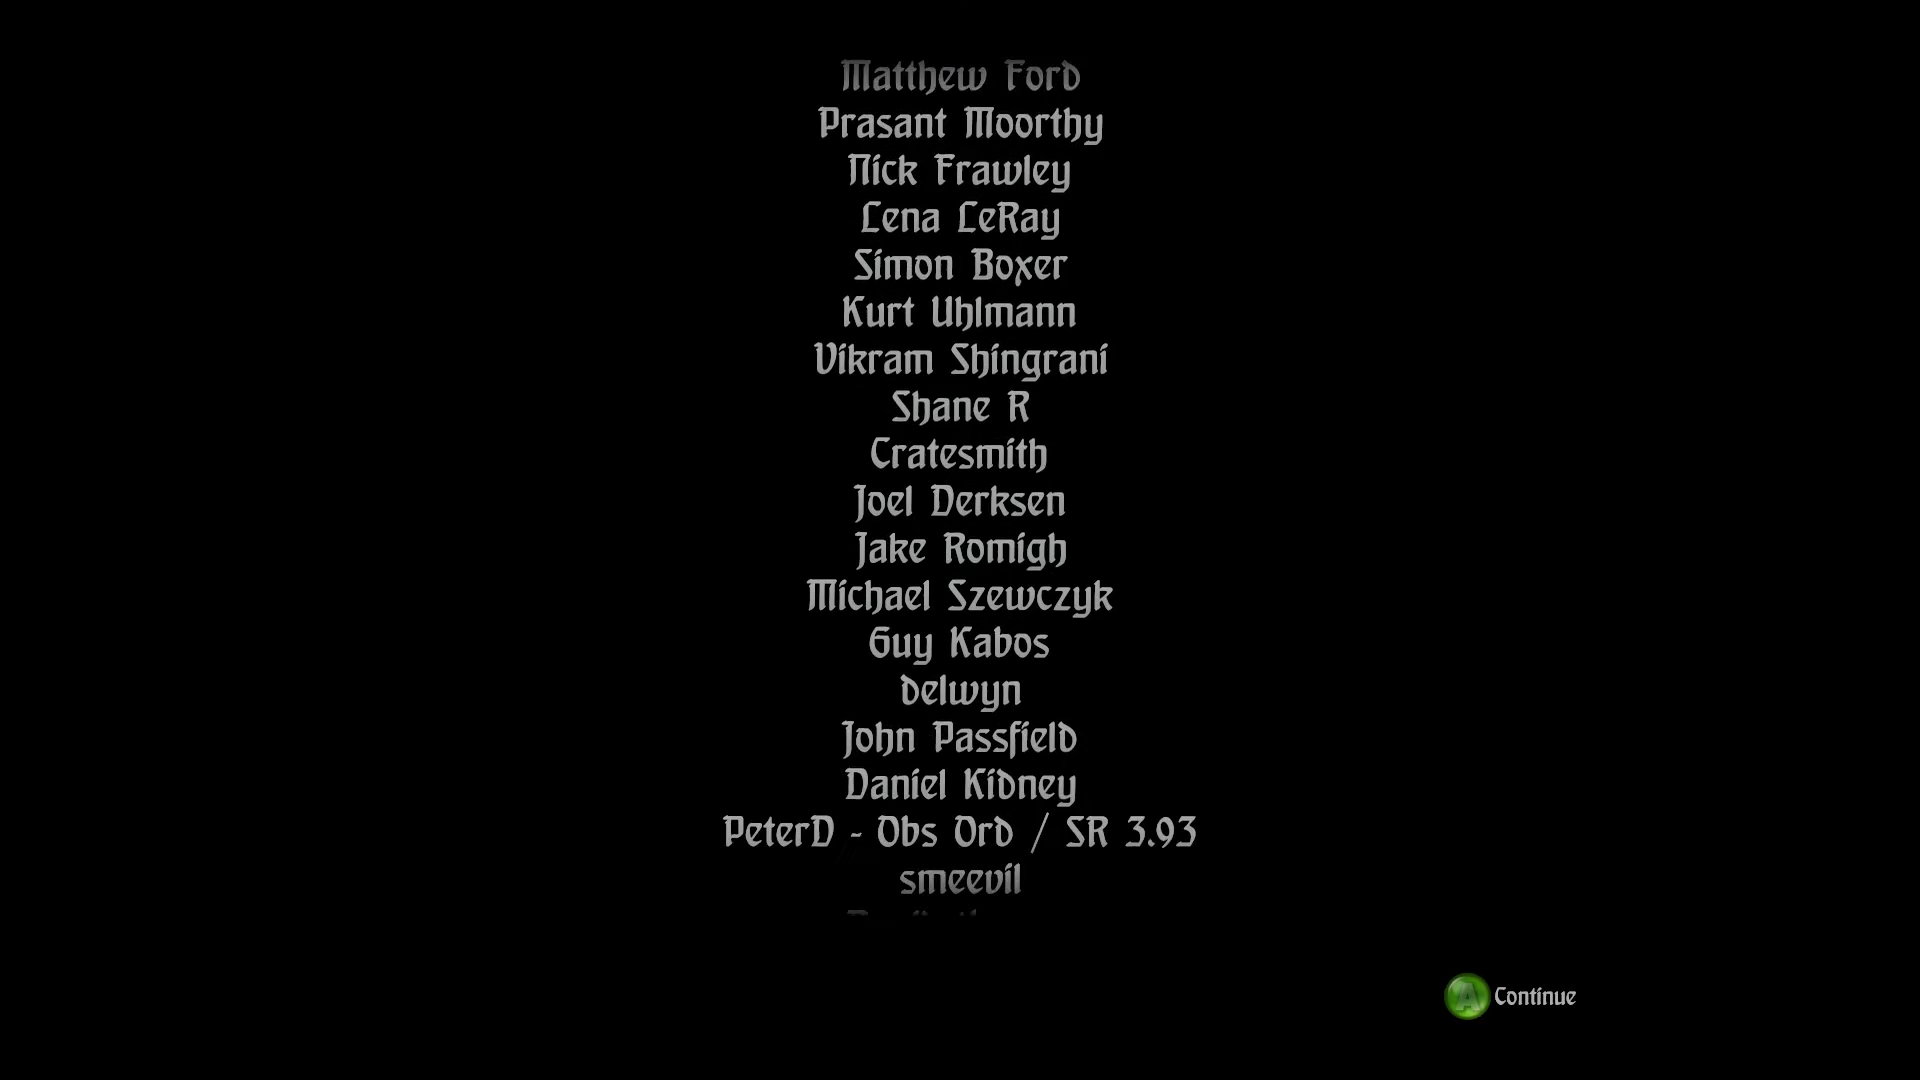 Matthew Ford
Prasant Moorthy
Nick Frawley
Lena LeRay
Simon Boxer
Kurt Uhlmann
Vikram Shingrani
Shane R
Cratesmith
Joel Derksen
Jake Romigh
Michael Szewczyk
Guy Kabos
delwyn
John Passfield
Daniel Kidney
PeterD - Obs Ord / SR 3.93
smeevil
A Continue